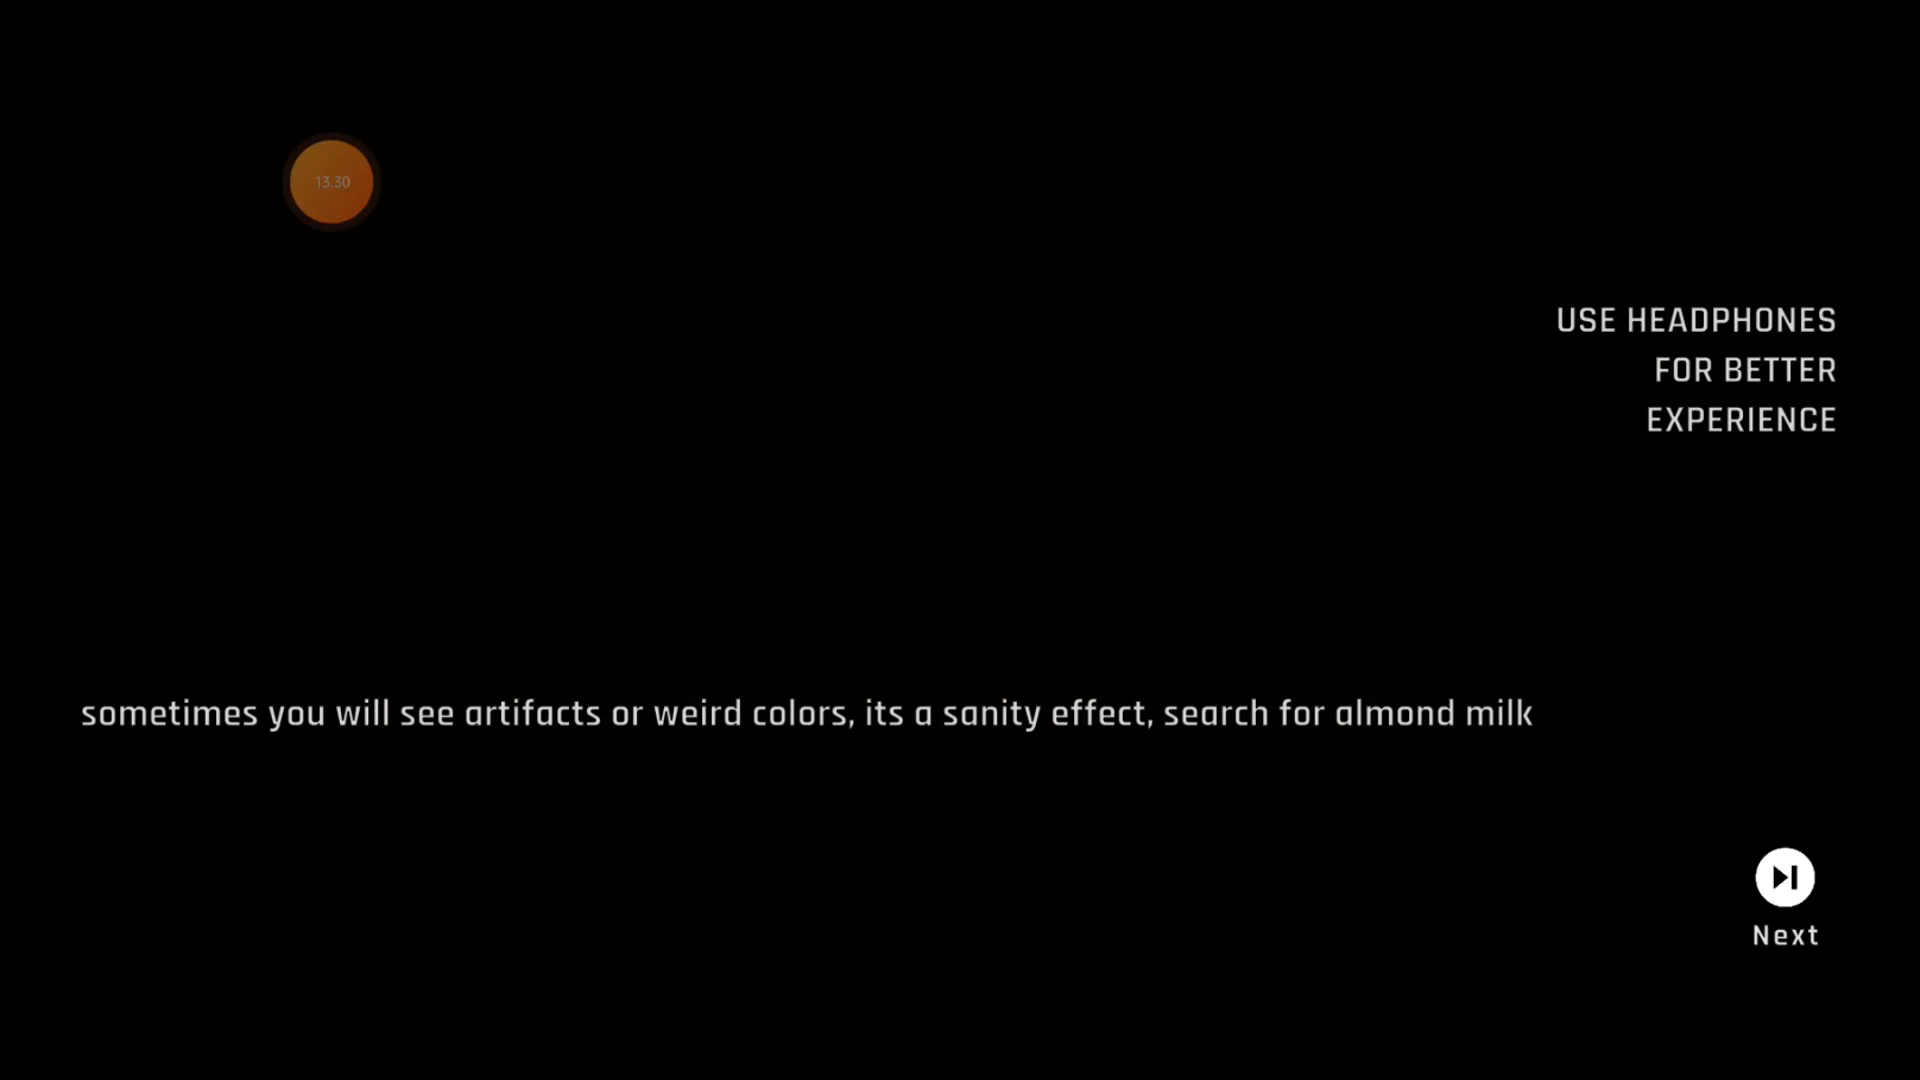 13.30
USE HEADPHONES
FOR BETTER
EXPERIENCE
sometimes you will see artifacts or weird colors, its a sanity effect, search for almond milk
Next